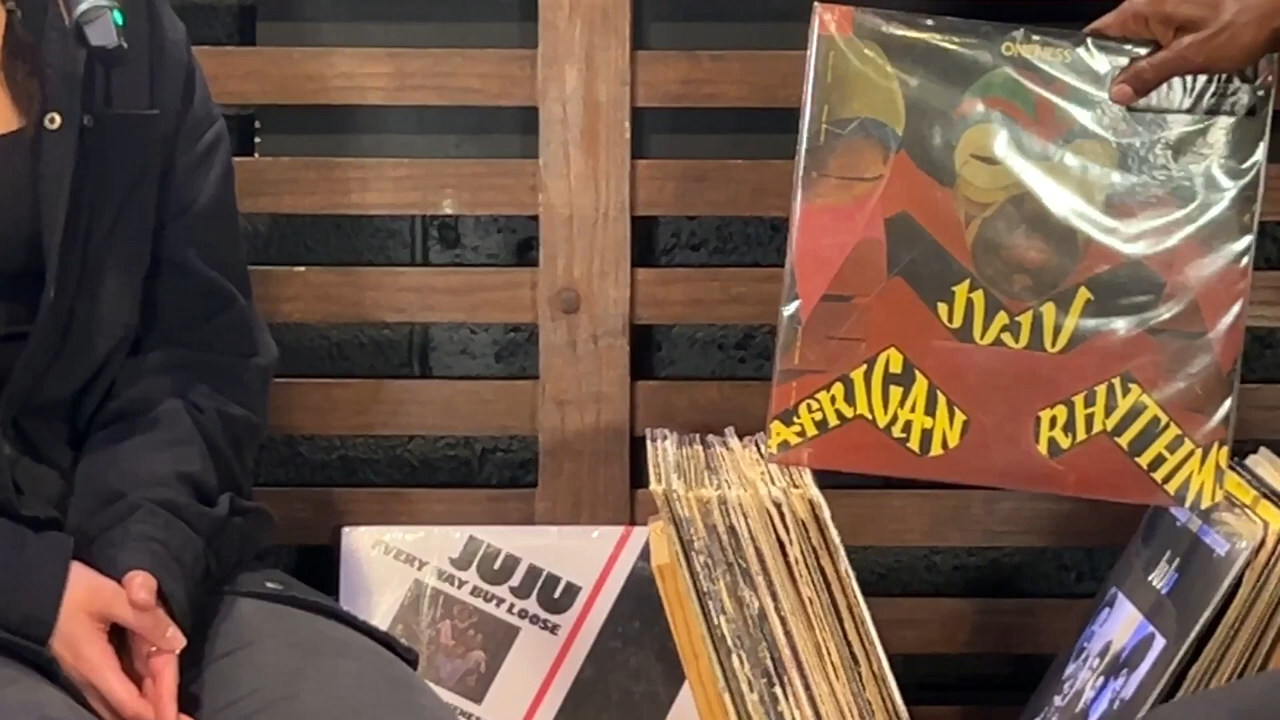 ONENESS
JUJU
AFRICAN
RHYTHMS
JUJU
EVERY WAY BUT LOOSE